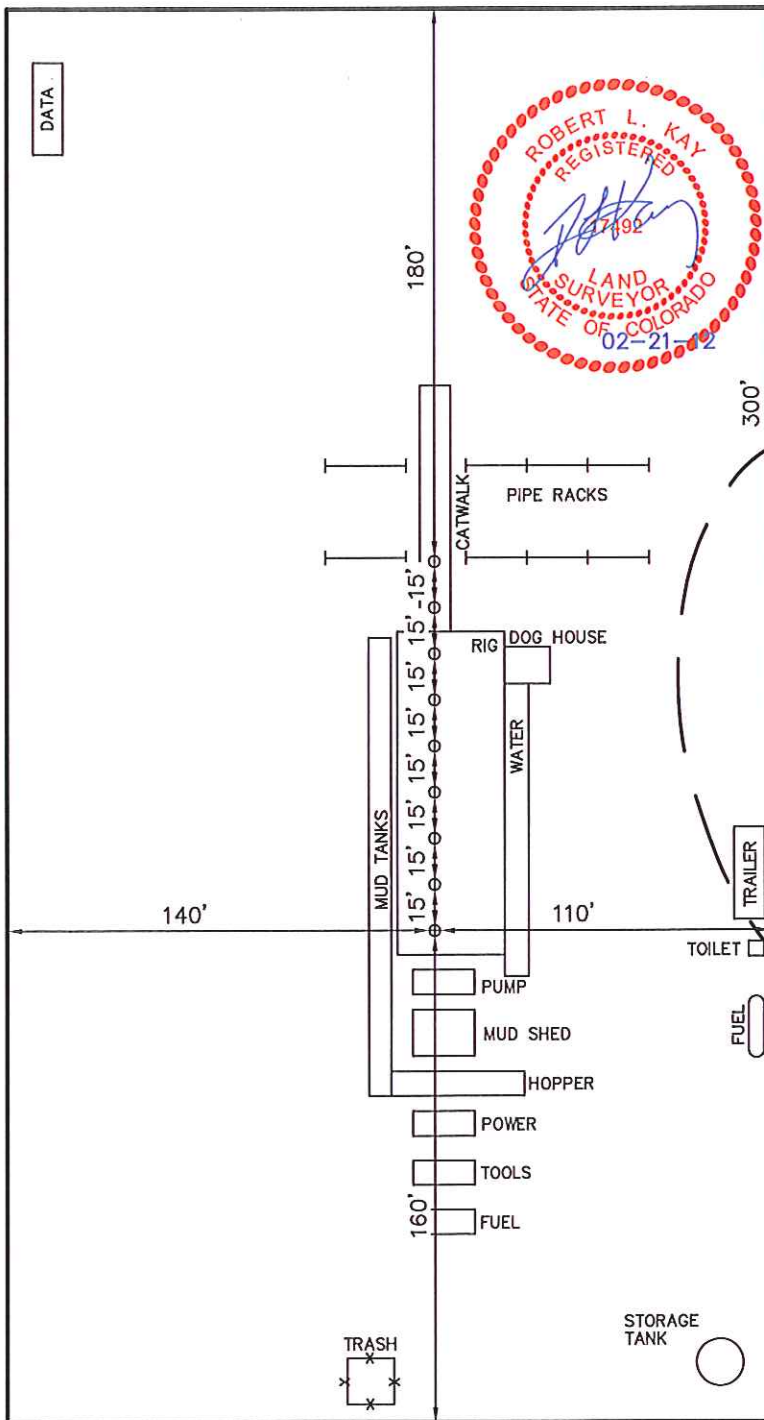 DATA
180'
ROBERT L. KAY
REGISTERED
17492
LAND
SURVEYOR
STATE OF COLORADO
02-21-12
300'
CATWALK
PIPE RACKS
-15'
15'
RIG
DOG HOUSE
15'
15'
15'
15'
15'
15'
WATER
MUD TANKS
TRAILER
140'
110'
TOILET
PUMP
FUEL
MUD SHED
HOPPER
POWER
TOOLS
160'
FUEL
STORAGE
TANK
TRASH